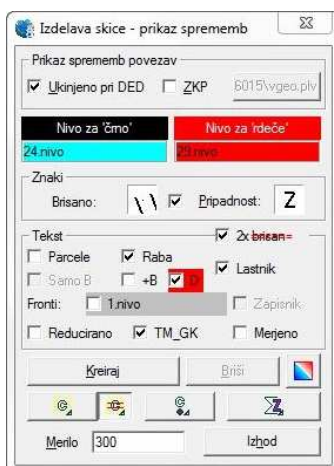 Izdelava skice - prikaz sprememb
Prikaz sprememb povezav
Ukinjeno pri DED ZKP 6015\vgeo.plv
Nivo za 'črno' Nivo za 'rdeče'
24.nivo 29.nivo
Znaki
Brisano: \ \ Pripadnost: Z
Tekst 2x brisan=
Parcele Raba
Lastnik
Samo B +B D
Fronti: 1.nivo Zapisnik
Reducirano TM_GK Merjeno
Kreiraj Briši
Merilo 300 Izhod